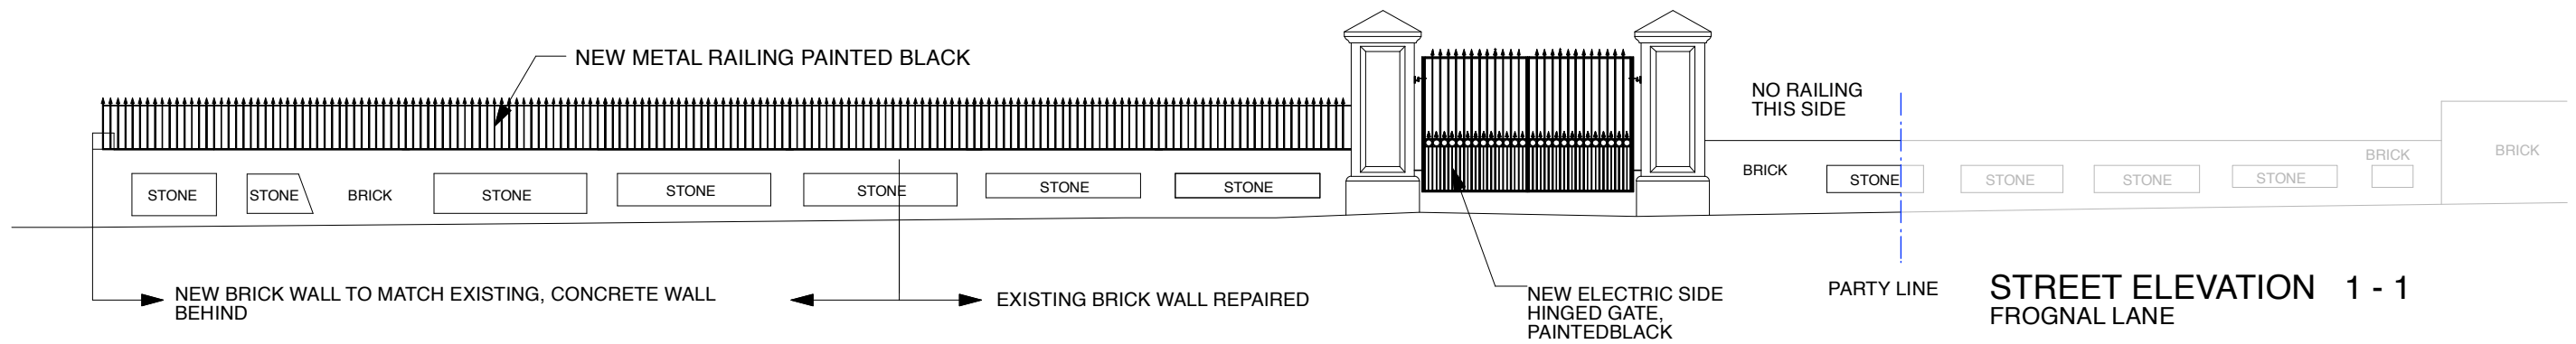 NEW METAL RAILING PAINTED BLACK
NO RAILING
THIS SIDE
STONE
STONE
BRICK
STONE
STONE
STONE
STONE
STONE
BRICK
STONE
STONE
STONE
STONE
BRICK
BRICK
NEW BRICK WALL TO MATCH EXISTING, CONCRETE WALL
BEHIND
EXISTING BRICK WALL REPAIRED
NEW ELECTRIC SIDE
HINGED GATE,
PAINTEDBLACK
PARTY LINE
STREET ELEVATION 1 - 1
FROGNAL LANE